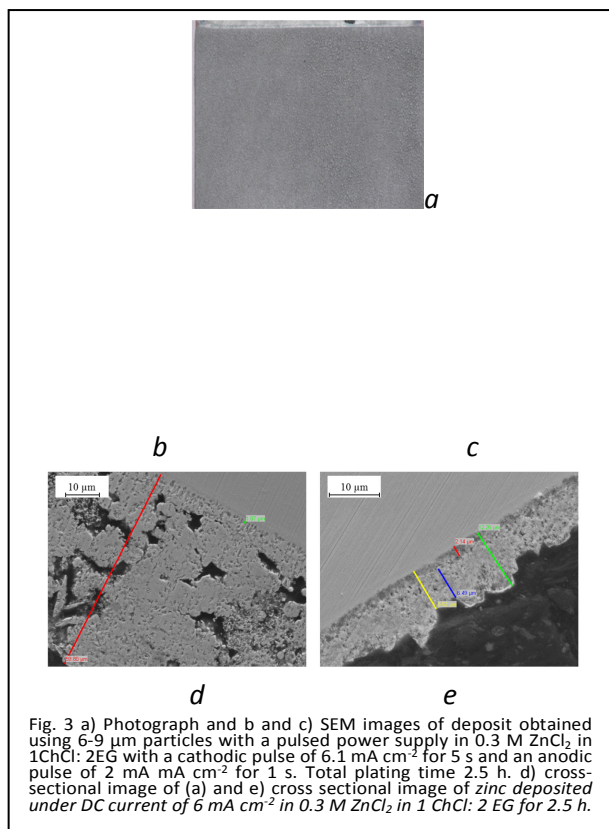 a
b
c
10 µm
10 µm
d
e
Fig. 3 a) Photograph and b and c) SEM images of deposit obtained
using 6-9 µm particles with a pulsed power supply in 0.3 M ZnCl2 in
1ChCl: 2EG with a cathodic pulse of 6.1 mA cm-2 for 5 s and an anodic
pulse of 2 mA mA cm-2 for 1 s. Total plating time 2.5 h. d) cross-
sectional image of (a) and e) cross sectional image of zinc deposited
under DC current of 6 mA cm-2 in 0.3 M ZnCl2 in 1 ChCl: 2 EG for 2.5 h.